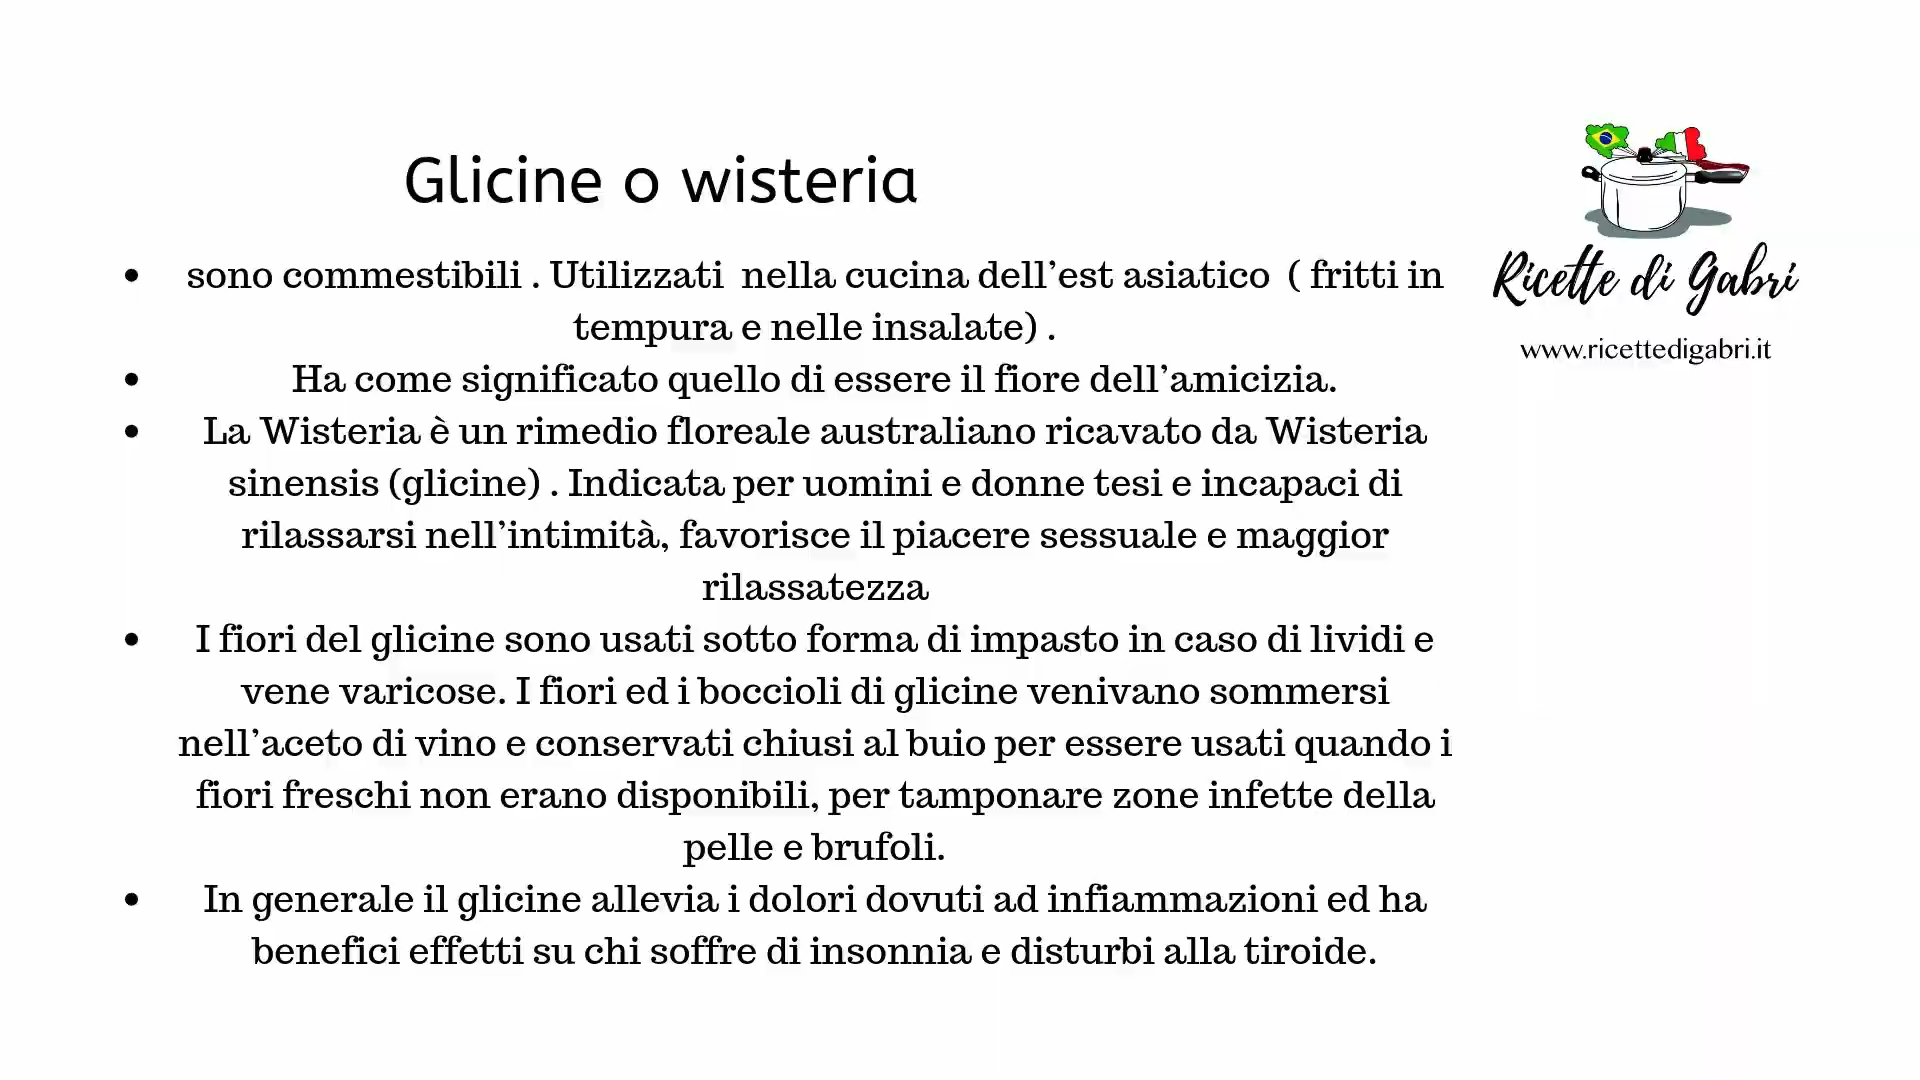 Glicine o wisteria
Ricette di Gabri
www.ricettedigabri.it
• sono commestibili . Utilizzati  nella cucina dell’est asiatico  ( fritti in
tempura e nelle insalate) .
• Ha come significato quello di essere il fiore dell’amicizia.
• La Wisteria è un rimedio floreale australiano ricavato da Wisteria
sinensis (glicine) . Indicata per uomini e donne tesi e incapaci di
rilassarsi nell’intimità, favorisce il piacere sessuale e maggior
rilassatezza
• I fiori del glicine sono usati sotto forma di impasto in caso di lividi e
vene varicose. I fiori ed i boccioli di glicine venivano sommersi
nell’aceto di vino e conservati chiusi al buio per essere usati quando i
fiori freschi non erano disponibili, per tamponare zone infette della
pelle e brufoli.
• In generale il glicine allevia i dolori dovuti ad infiammazioni ed ha
benefici effetti su chi soffre di insonnia e disturbi alla tiroide.